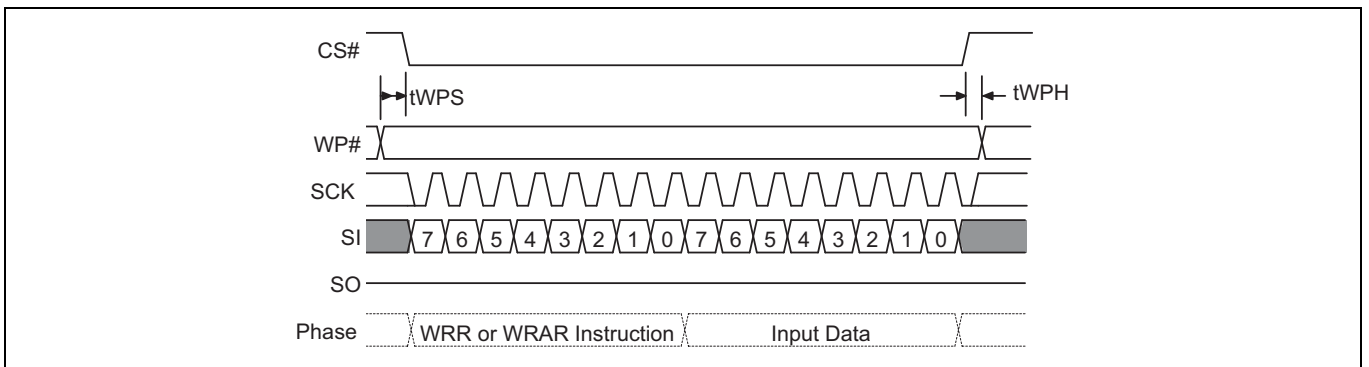 CS#
tWPS
tWPH
WP#
SCK
SI 7 6 5 4 3 2 1 0 7 6 5 4 3 2 1 0
SO
Phase WRR or WRAR Instruction Input Data